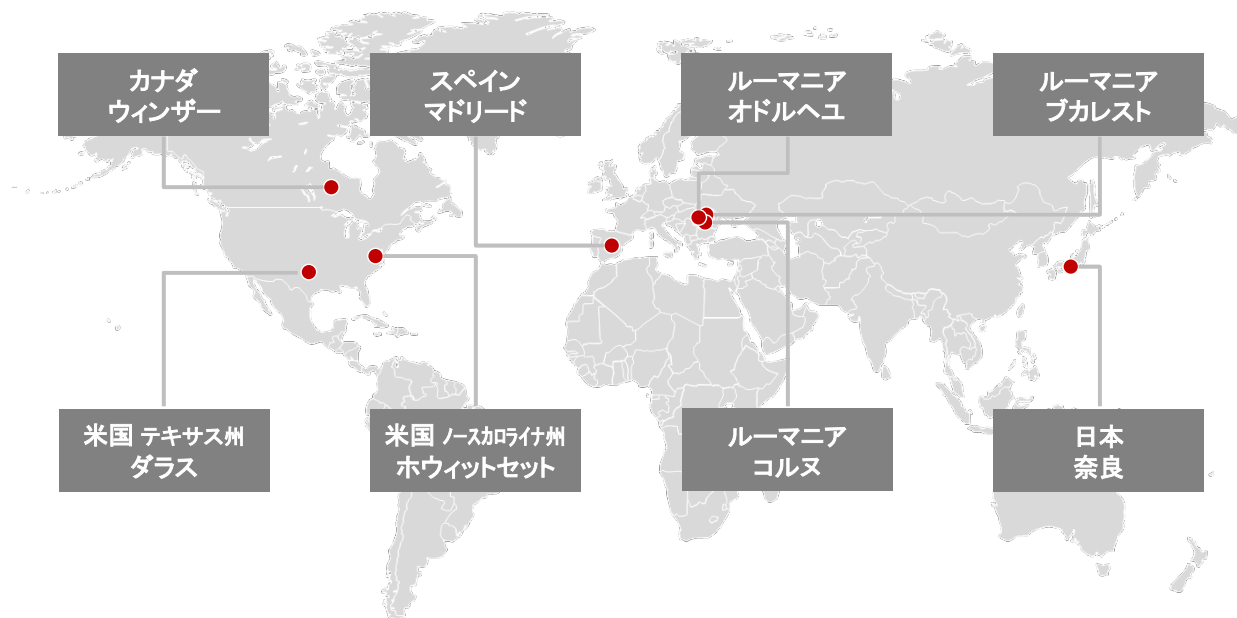 カナダ
ウィンザー
スペイン
マドリード
ルーマニア
オドルヘユ
ルーマニア
ブカレスト
米国 テキサス州
ダラス
米国 ノースカロライナ州
ホウィットセット
ルーマニア
コルヌ
日本
奈良